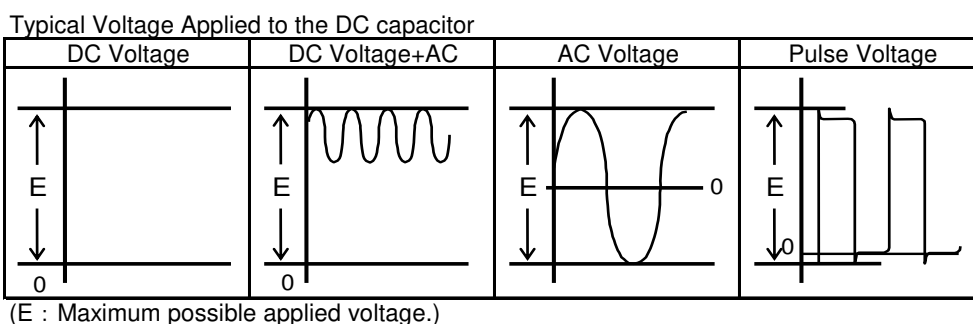 Typical Voltage Applied to the DC capacitor
DC Voltage DC Voltage+AC AC Voltage Pulse Voltage
E E E 0 E
0
0 0
(E：Maximum possible applied voltage.)